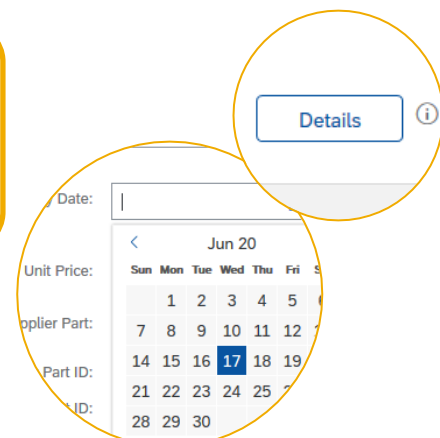 Details
Date:
Jun 20
Unit Price:
Sun Mon Tue Wed Thu Fri
1 2 3 4 5
Part:
7 8 9 10 11 12
14 15 16 17 18 19
Part ID:
21 22 23 24 25
ID:
28 29 30